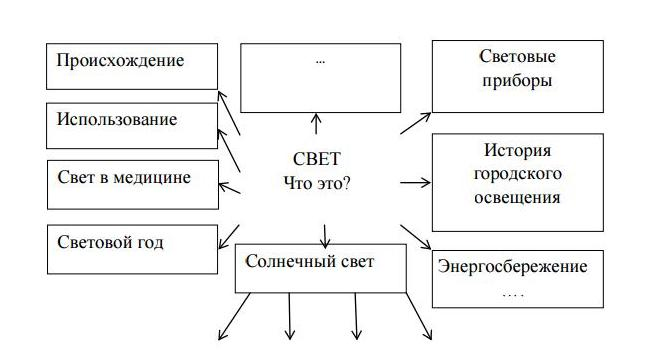 Происхождение
Использование
Свет в медицине
Световой год
...
СВЕТ
Что это?
Солнечный свет
Световые
приборы
История
городского
освещения
Энергосбережение
....